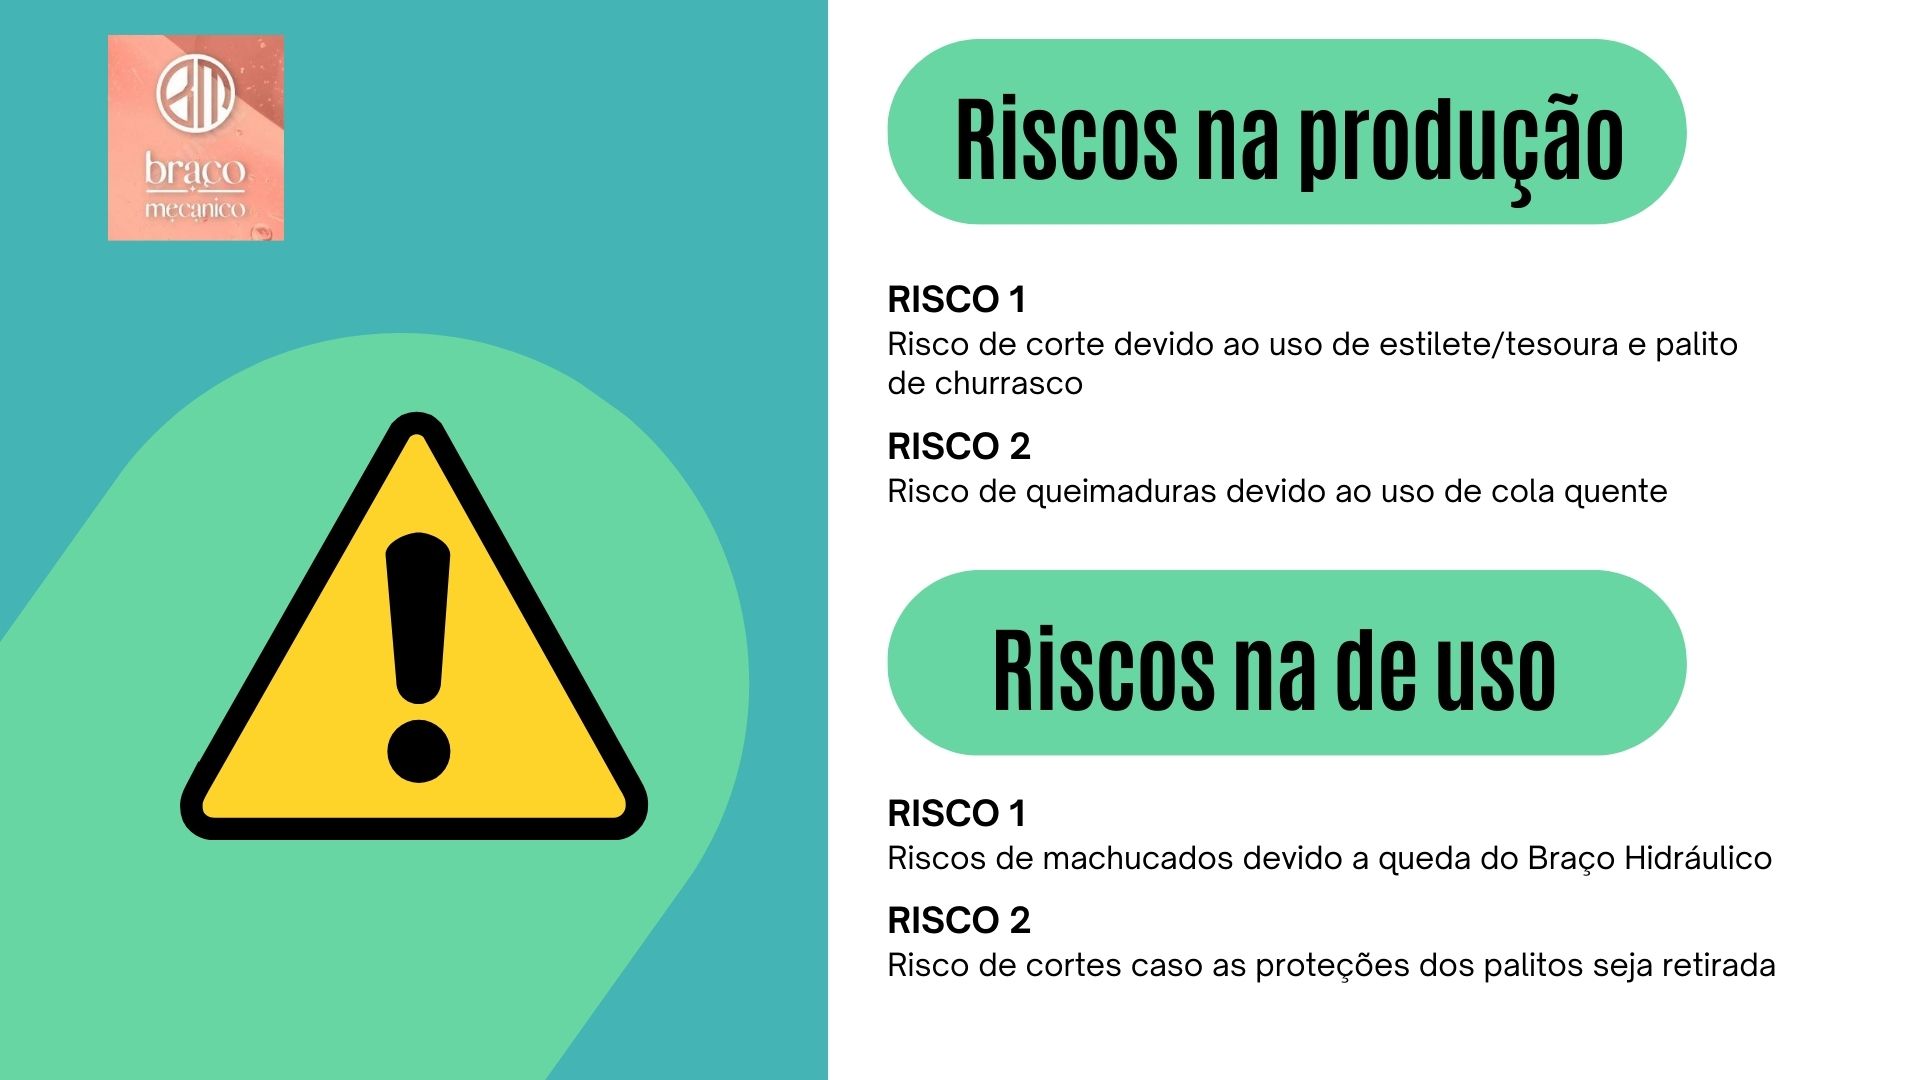 braço
mecanico
Riscos na produção
RISCO 1
Risco de corte devido ao uso de estilete/tesoura e palito
de churrasco
RISCO 2
Risco de queimaduras devido ao uso de cola quente
Riscos na de uso
RISCO 1
Riscos de machucados devido a queda do Braço Hidráulico
RISCO 2
Risco de cortes caso as proteções dos palitos seja retirada